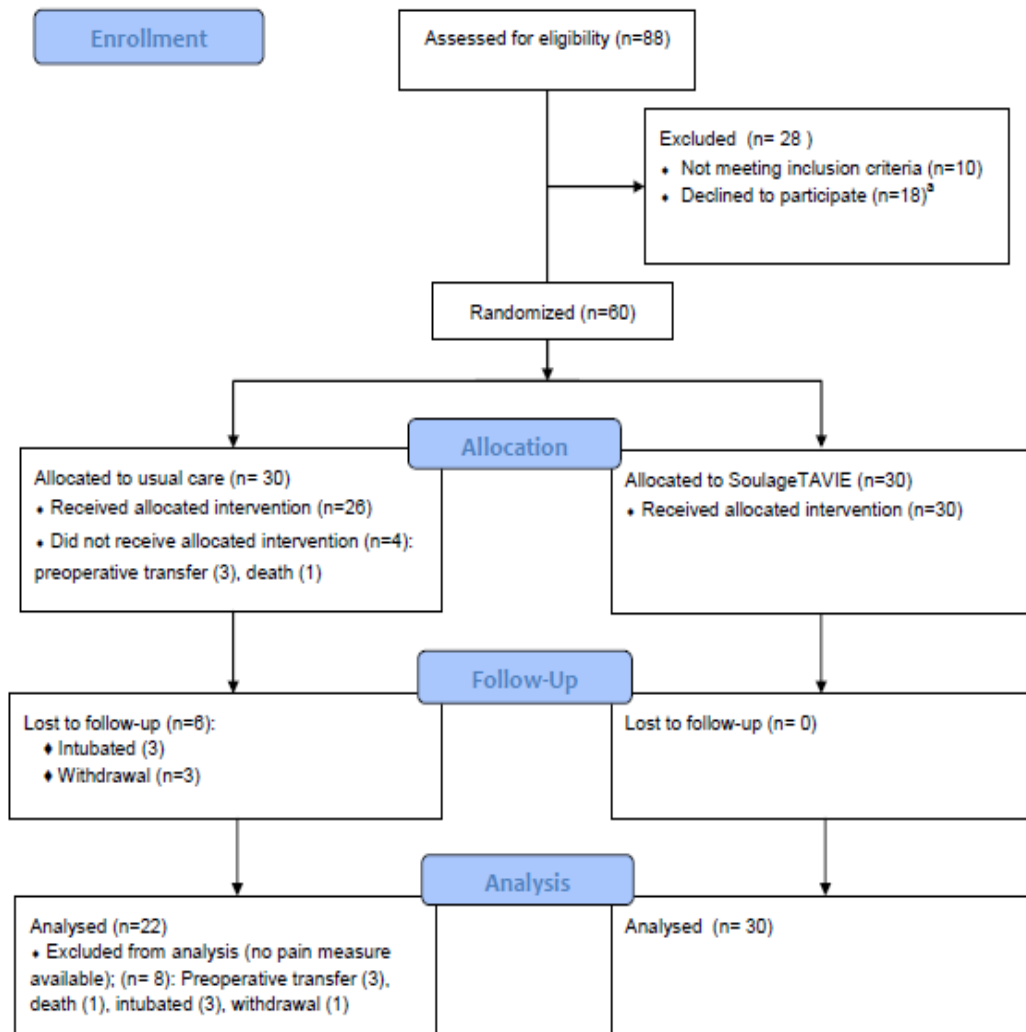 Enrollment
Assessed for eligibility (n=88)
Excluded (n= 28 )
⬩ Not meeting inclusion criteria (n=10)
⬩ Declined to participate (n=18)ª
Randomized (n=60)
Allocation
Allocated to usual care (n= 30)
⬩ Received allocated intervention (n=26)
⬩ Did not receive allocated intervention (n=4):
preoperative transfer (3), death (1)
Allocated to SoulageTAVIE (n=30)
⬩ Received allocated intervention (n=30)
Follow-Up
Lost to follow-up (n=6):
♦ Intubated (3)
♦ Withdrawal (n=3)
Lost to follow-up (n= 0)
Analysis
Analysed (n=22)
⬩ Excluded from analysis (no pain measure
available); (n= 8): Preoperative transfer (3),
death (1), intubated (3), withdrawal (1)
Analysed (n= 30)